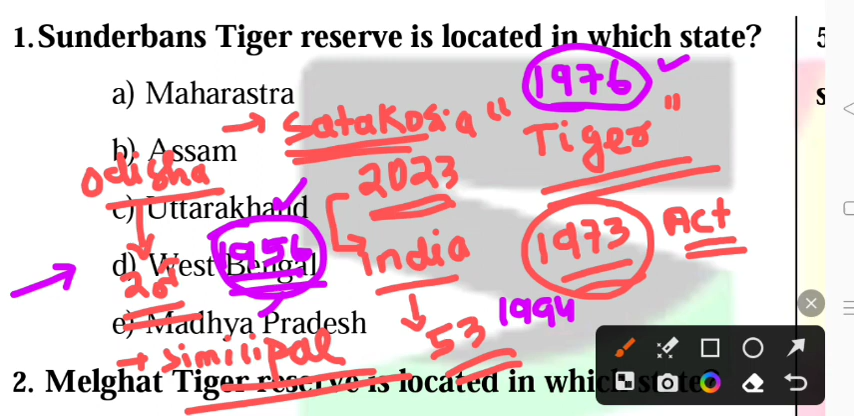 1. Sunderbans Tiger reserve is located in which state?
5
1976
a) Maharastra
s
→ Satakosia "Tiger"
b) Assam
Odisha
2023
c) Uttarakhand
1973 Act
1956
india
d) West Bengal
e) Madhya Pradesh
53
1994
→ Similipal
2. Melghat Tiger reserve is located in which state?